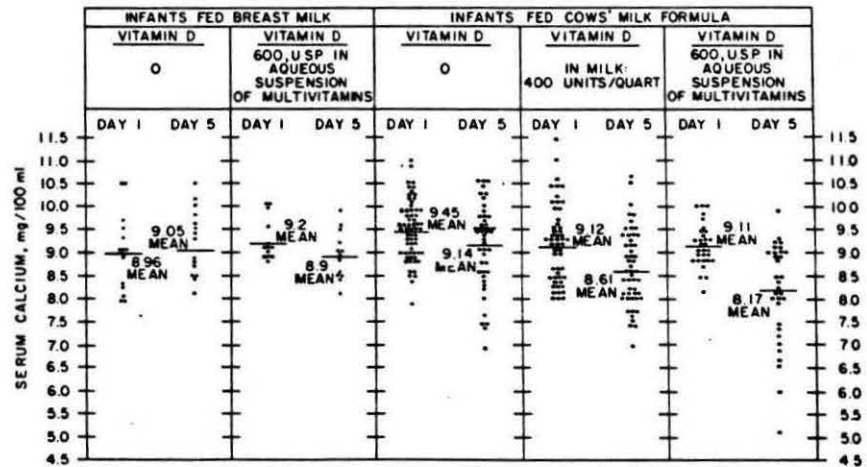 INFANTS FED BREAST MILK
INFANTS FED COWS' MILK FORMULA
VITAMIN D
O
VITAMIN D
600, U.S.P. IN
AQUEOUS
SUSPENSION
OF MULTIVITAMINS
VITAMIN D
O
VITAMIN D
IN MILK:
400 UNITS/QUART
VITAMIN D
600, U.S.P. IN
AQUEOUS
SUSPENSION
OF MULTIVITAMINS
DAY 1 DAY 5
DAY 1 DAY 5
DAY 1 DAY 5
DAY 1 DAY 5
DAY 1 DAY 5
SERUM CALCIUM, mg/100 ml
11.5
11.0
10.5
10.0
9.5
9.0
8.5
8.0
7.5
7.0
6.5
6.0
5.5
5.0
4.5
9.05
MEAN
8.96
MEAN
9.2
MEAN
8.9
MEAN
9.45
MEAN
9.14
MEAN
9.12
MEAN
8.61
MEAN
9.11
MEAN
8.17
MEAN
11.5
11.0
10.5
10.0
9.5
9.0
8.5
8.0
7.5
7.0
6.5
6.0
5.5
5.0
4.5